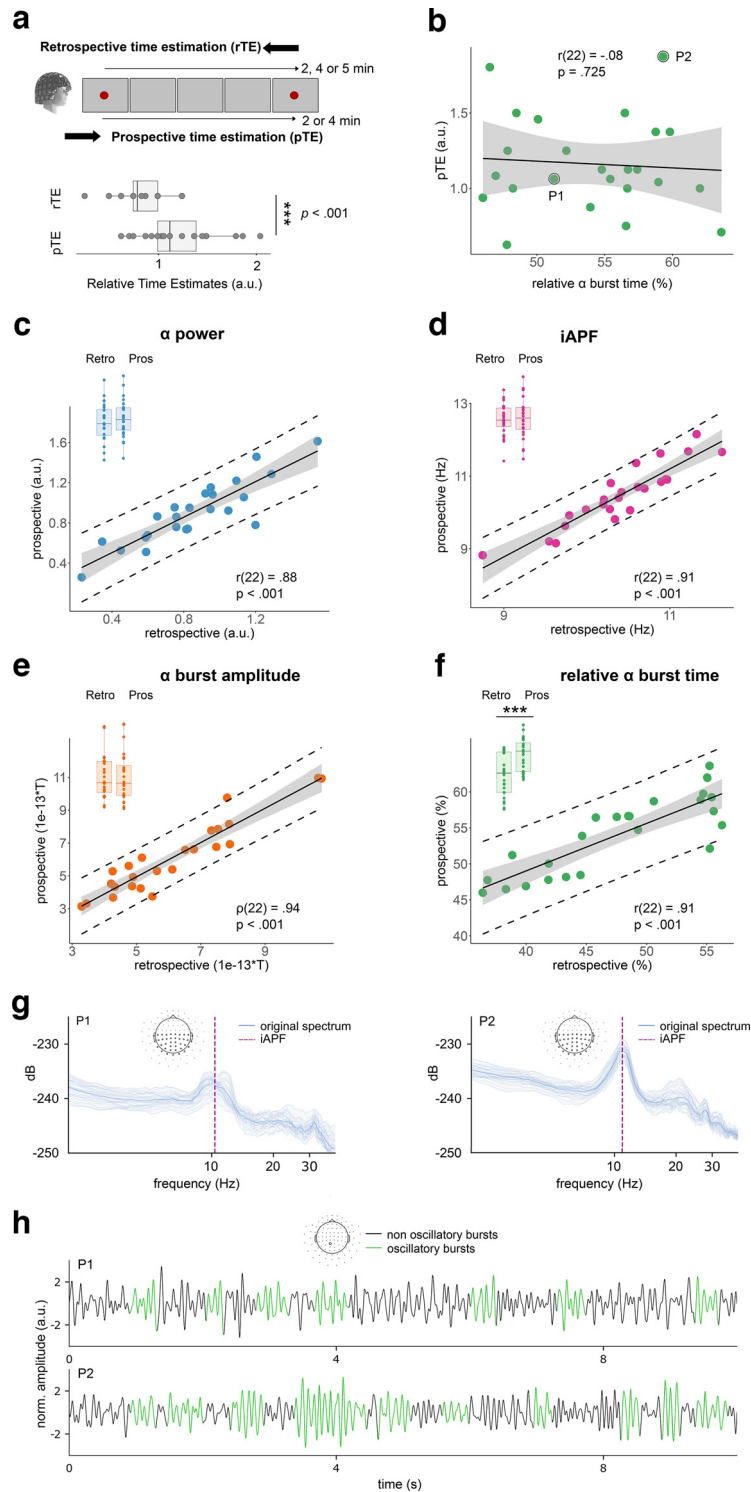 a
Retrospective time estimation (rTE)
2, 4 or 5 min
2 or 4 min
Prospective time estimation (pTE)
rTE
pTE
*** p < .001
1 2
Relative Time Estimates (a.u.)
b
r(22) = -.08
p = .725
P2
P1
pTE (a.u.)
1.5
1.0
50 55 60
relative α burst time (%)
c
α power
Retro Pros
prospective (a.u.)
1.6
1.2
0.8
0.4
r(22) = .88
p < .001
0.4 0.8 1.2
retrospective (a.u.)
d
iAPF
Retro Pros
prospective (Hz)
13
11
9
r(22) = .91
p < .001
9 11
retrospective (Hz)
e
α burst amplitude
Retro Pros
prospective (1e-13*T)
11
9
7
5
3
ρ(22) = .94
p < .001
3 5 7 9
retrospective (1e-13*T)
f
relative α burst time
Retro Pros
***
prospective (%)
60
55
50
45
40
r(22) = .91
p < .001
40 45 50 55
retrospective (%)
g
P1
original spectrum
iAPF
dB
-230
-240
-250
10 20 30
frequency (Hz)
P2
original spectrum
iAPF
dB
-230
-240
-250
10 20 30
frequency (Hz)
h
non oscillatory bursts
oscillatory bursts
P1
2
-2
0 4 8
P2
2
-2
norm. amplitude (a.u.)
0 4 8
time (s)